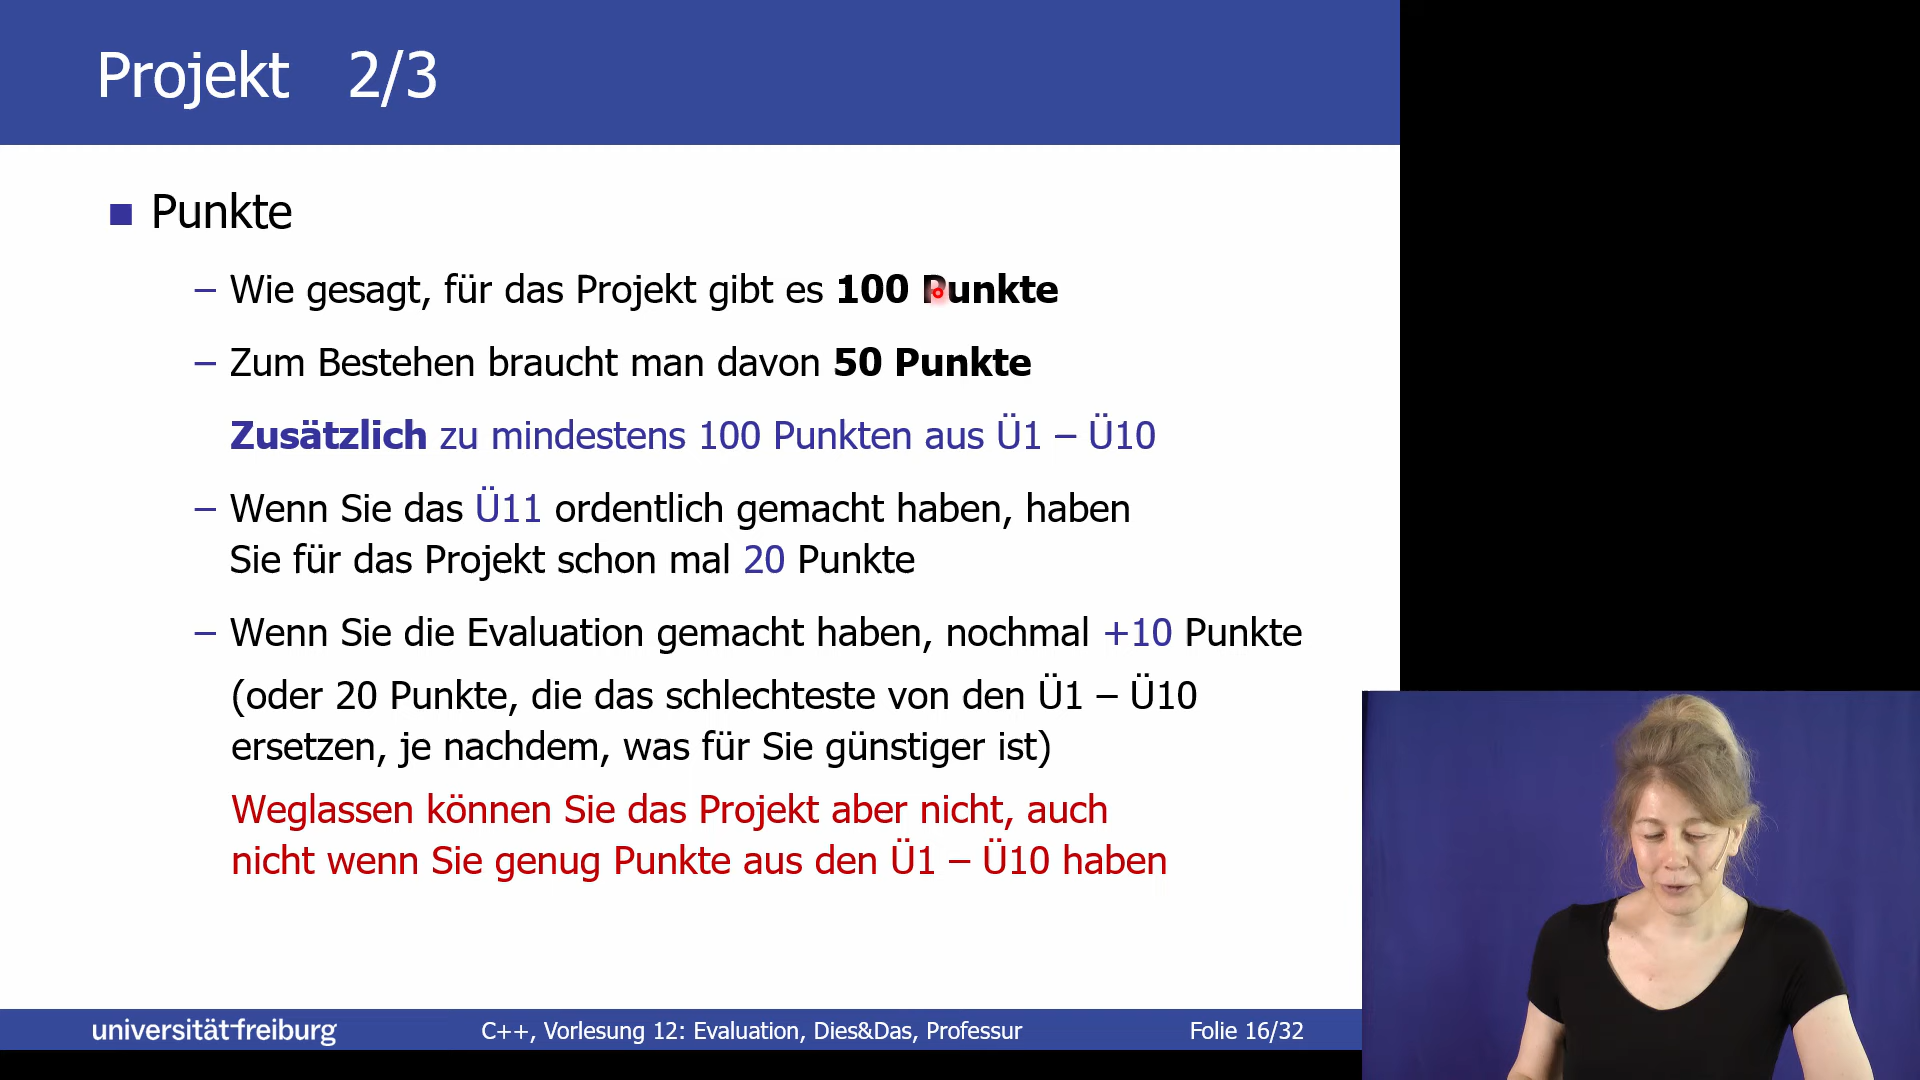 Projekt 2/3
Punkte
– Wie gesagt, für das Projekt gibt es 100 Punkte
– Zum Bestehen braucht man davon 50 Punkte
Zusätzlich zu mindestens 100 Punkten aus Ü1 – Ü10
– Wenn Sie das Ü11 ordentlich gemacht haben, haben
Sie für das Projekt schon mal 20 Punkte
– Wenn Sie die Evaluation gemacht haben, nochmal +10 Punkte
(oder 20 Punkte, die das schlechteste von den Ü1 – Ü10
ersetzen, je nachdem, was für Sie günstiger ist)
Weglassen können Sie das Projekt aber nicht, auch
nicht wenn Sie genug Punkte aus den Ü1 – Ü10 haben
universität freiburg
C++, Vorlesung 12: Evaluation, Dies&Das, Professur
Folie 16/32